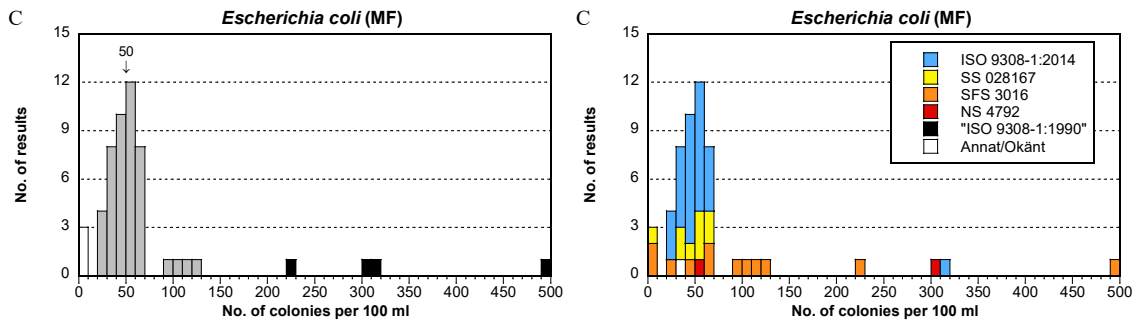 C
Escherichia coli (MF)
15
12
9
6
3
0
No. of results
50
↓
0 50 100 150 200 250 300 350 400 450 500
No. of colonies per 100 ml
C
Escherichia coli (MF)
15
12
9
6
3
0
No. of results
ISO 9308-1:2014
SS 028167
SFS 3016
NS 4792
"ISO 9308-1:1990"
Annat/Okänt
0 50 100 150 200 250 300 350 400 450 500
No. of colonies per 100 ml